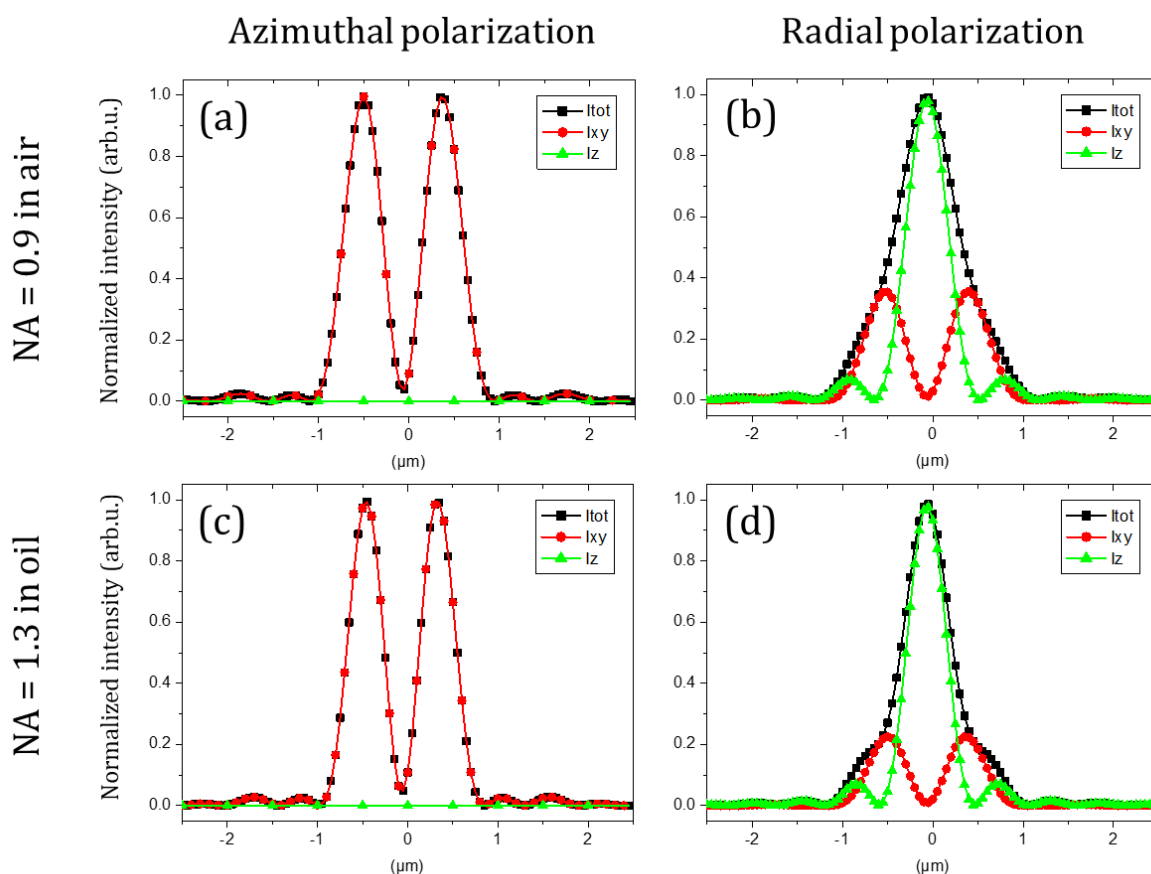 Azimuthal polarization
Radial polarization
NA = 0.9 in air
Normalized intensity (arb.u.)
1.0
0.8
0.6
0.4
0.2
0.0
(a)
Itot
Ixy
Iz
-2 -1 0 1 2
(µm)
1.0
0.8
0.6
0.4
0.2
0.0
(b)
Itot
Ixy
Iz
-2 -1 0 1 2
(µm)
NA = 1.3 in oil
Normalized intensity (arb.u.)
1.0
0.8
0.6
0.4
0.2
0.0
(c)
Itot
Ixy
Iz
-2 -1 0 1 2
(µm)
1.0
0.8
0.6
0.4
0.2
0.0
(d)
Itot
Ixy
Iz
-2 -1 0 1 2
(µm)